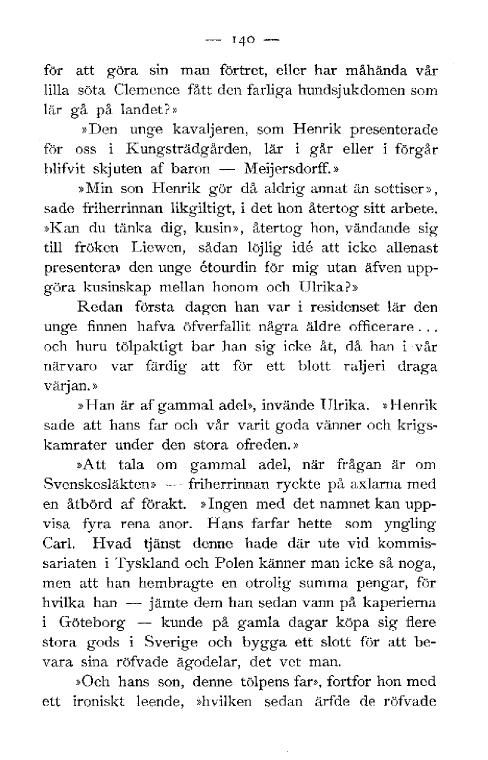 — 140 —
för att göra sin man förtret, eller har måhända vår
lilla söta Clemence fått den farliga hundsjukdomen som
lär gå på landet?»
»Den unge kavaljeren, som Henrik presenterade
för oss i Kungsträdgården, lär i går eller i förgår
blifvit skjuten af baron — Meijersdorff.»
»Min son Henrik gör då aldrig annat än sottiser»,
sade friherrinnan likgiltigt, i det hon återtog sitt arbete.
»Kan du tänka dig, kusin», återtog hon, vändande sig
till fröken Liewen, sådan löjlig idé att icke allenast
presentera» den unge étourdin för mig utan äfven upp-
göra kusinskap mellan honom och Ulrika?»
Redan första dagen han var i residenset lär den
unge finnen hafva öfverfallit några äldre officerare . . .
och huru tölpaktigt bar han sig icke åt, då han i vår
närvaro var färdig att för ett blott raljeri draga
värjan.»
»Han är af gammal adel», invände Ulrika. »Henrik
sade att hans far och vår varit goda vänner och krigs-
kamrater under den stora ofreden.»
»Att tala om gammal adel, när frågan är om
Svenskesläkten» — friherrinnan ryckte på axlarna med
en åtbörd af förakt. »Ingen med det namnet kan upp-
visa fyra rena anor. Hans farfar hette som yngling
Carl. Hvad tjänst denne hade där ute vid kommis-
sariaten i Tyskland och Polen känner man icke så noga,
men att han hembragte en otrolig summa pengar, för
hvilka han — jämte dem han sedan vann på kaperierna
i Göteborg — kunde på gamla dagar köpa sig flere
stora gods i Sverige och bygga ett slott för att be-
vara sina röfvade ägodelar, det vet man.
»Och hans son, denne tölpens far», fortfor hon med
ett ironiskt leende, »hvilken sedan ärfde de röfvade